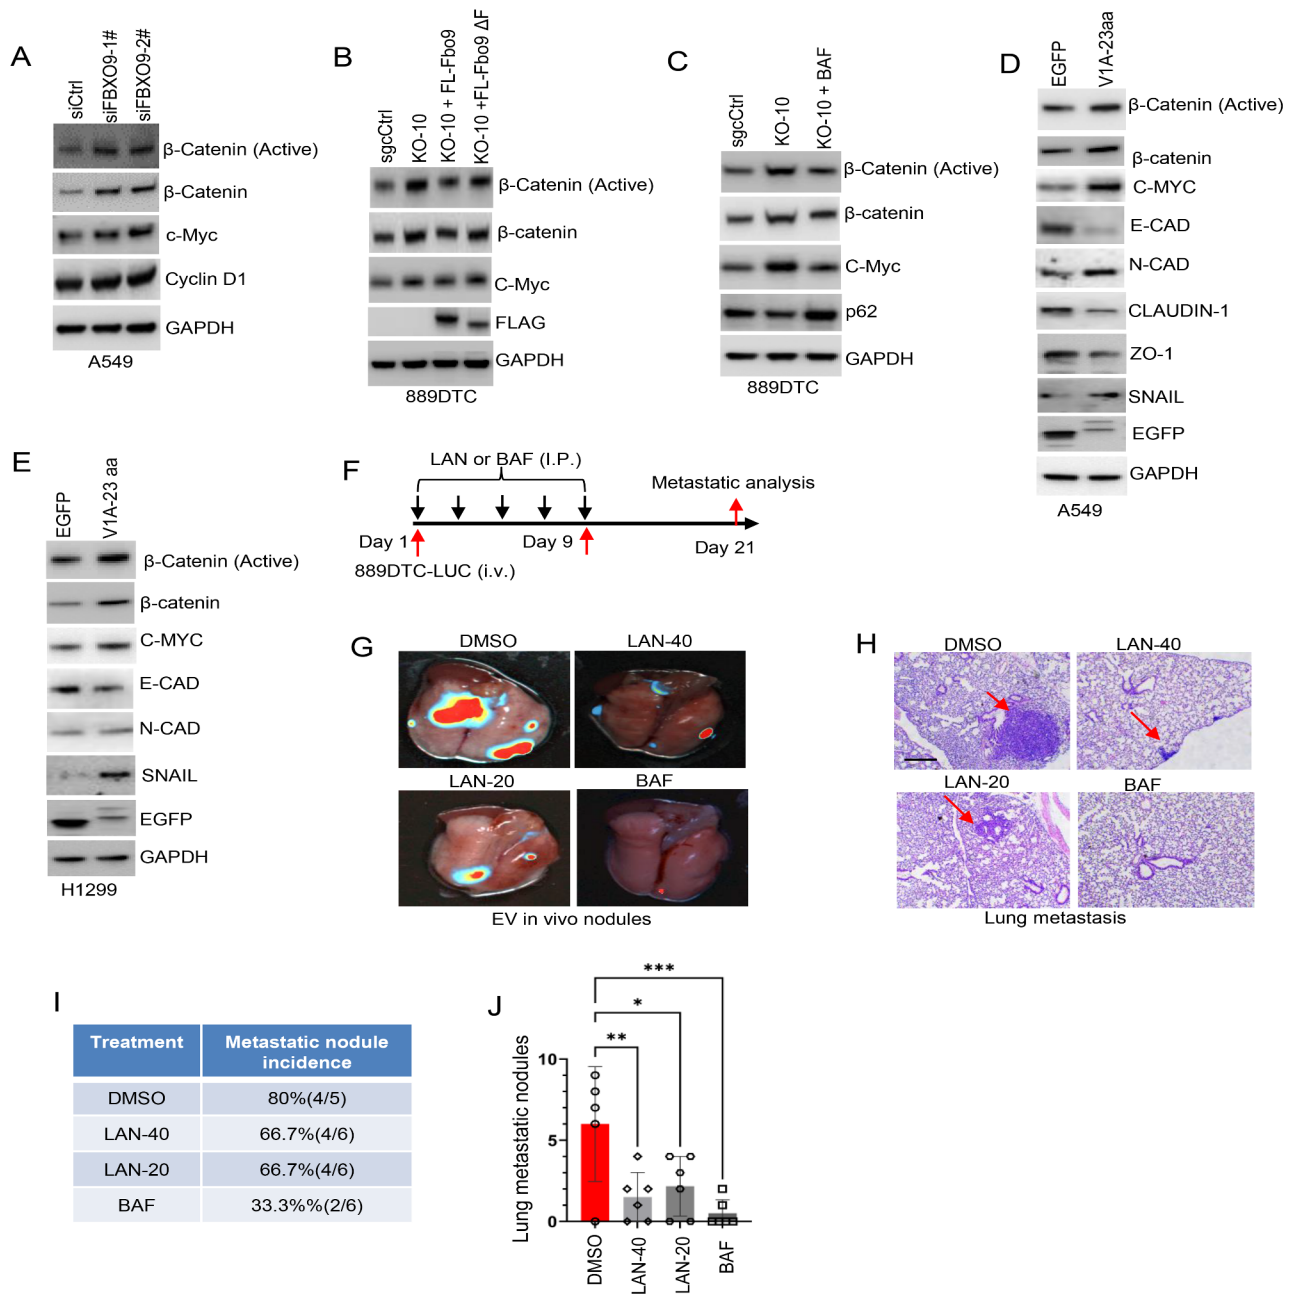 A
siCtrl
siFBXO9-1#
siFBXO9-2#
β-Catenin (Active)
β-Catenin
c-Myc
Cyclin D1
GAPDH
A549
B
sgcCtrl
KO-10
KO-10 + FL-Fbo9
KO-10 +FL-Fbo9 ΔF
β-Catenin (Active)
β-catenin
C-Myc
FLAG
GAPDH
889DTC
C
sgcCtrl
KO-10
KO-10 + BAF
β-Catenin (Active)
β-catenin
C-Myc
p62
GAPDH
889DTC
D
EGFP
V1A-23aa
β-Catenin (Active)
β-catenin
C-MYC
E-CAD
N-CAD
CLAUDIN-1
ZO-1
SNAIL
EGFP
GAPDH
A549
E
EGFP
V1A-23 aa
β-Catenin (Active)
β-catenin
C-MYC
E-CAD
N-CAD
SNAIL
EGFP
GAPDH
H1299
F
LAN or BAF (I.P.)
Metastatic analysis
Day 1
Day 9
Day 21
889DTC-LUC (i.v.)
G
DMSO
LAN-40
LAN-20
BAF
EV in vivo nodules
H
DMSO
LAN-40
LAN-20
BAF
Lung metastasis
I
Treatment
Metastatic nodule
incidence
DMSO
80%(4/5)
LAN-40
66.7%(4/6)
LAN-20
66.7%(4/6)
BAF
33.3%%(2/6)
J
***
*
**
Lung metastatic nodules
10
5
0
DMSO
LAN-40
LAN-20
BAF